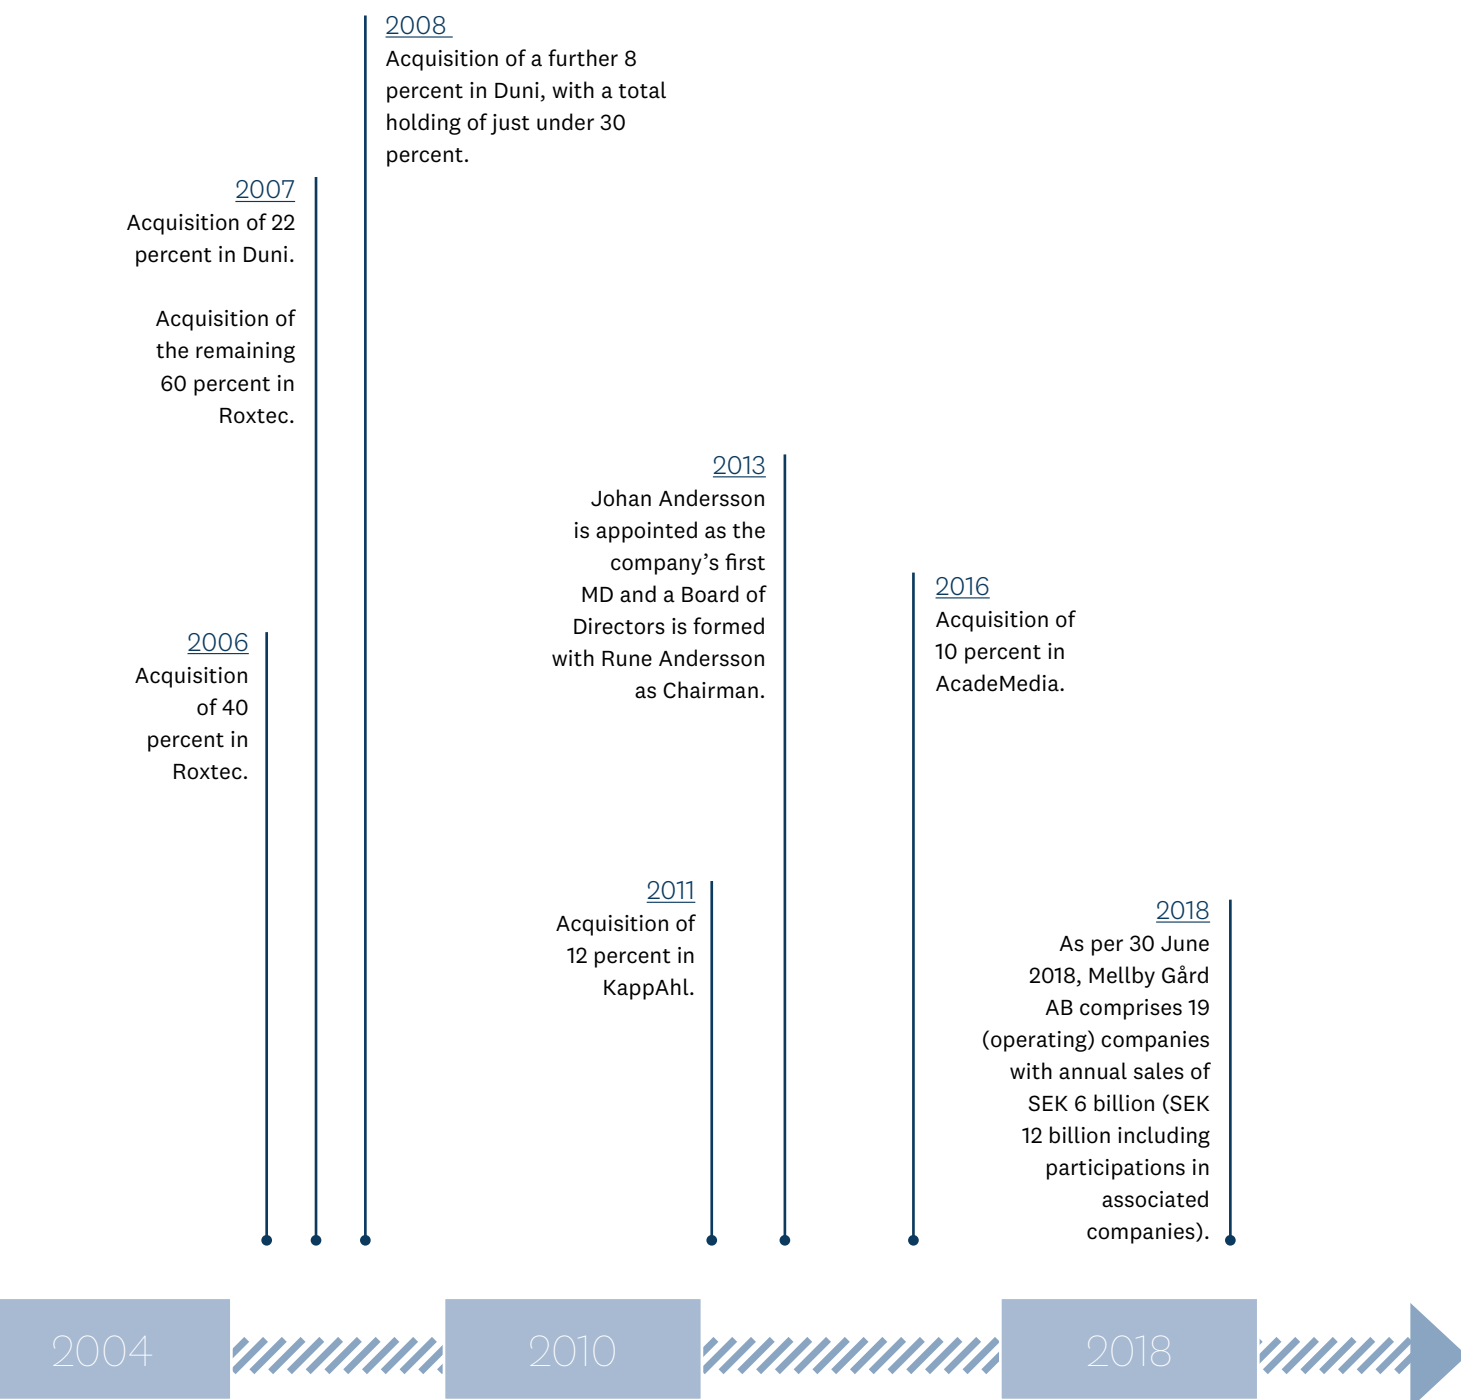 2008
Acquisition of a further 8
percent in Duni, with a total
holding of just under 30
percent.
2007
Acquisition of 22
percent in Duni.
Acquisition of
the remaining
60 percent in
Roxtec.
2006
Acquisition
of 40
percent in
Roxtec.
2013
Johan Andersson
is appointed as the
company’s first
MD and a Board of
Directors is formed
with Rune Andersson
as Chairman.
2011
Acquisition of
12 percent in
KappAhl.
2016
Acquisition of
10 percent in
AcadeMedia.
2018
As per 30 June
2018, Mellby Gård
AB comprises 19
(operating) companies
with annual sales of
SEK 6 billion (SEK
12 billion including
participations in
associated
companies).
2004
2010
2018